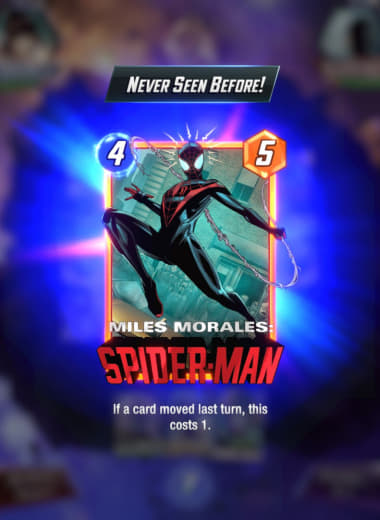 NEVER SEEN BEFORE!
4 5
MILES MORALES:
SPIDER-MAN
If a card moved last turn, this
costs 1.